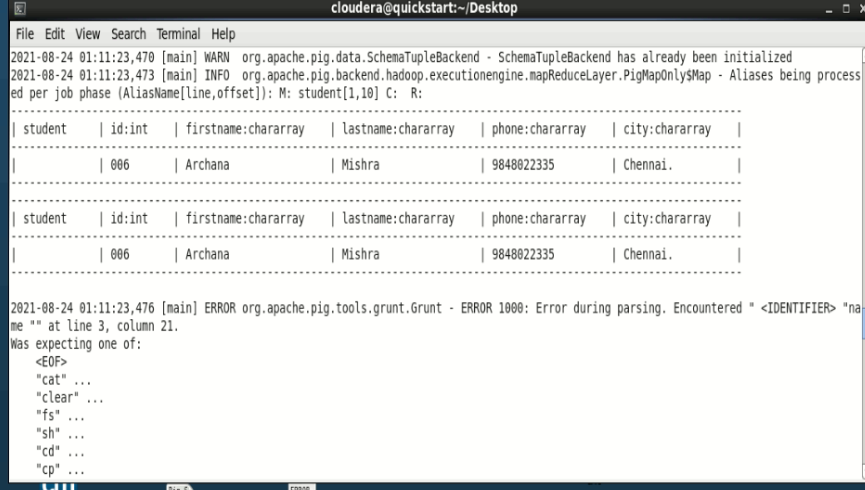 cloudera@quickstart:~/Desktop
File Edit View Search Terminal Help
2021-08-24 01:11:23,470 [main] WARN  org.apache.pig.data.SchemaTupleBackend - SchemaTupleBackend has already been initialized
2021-08-24 01:11:23,473 [main] INFO  org.apache.pig.backend.hadoop.executionengine.mapReduceLayer.PigMapOnly$Map - Aliases being process
ed per job phase (AliasName[line,offset]): M: student[1,10] C:  R:
| student | id:int | firstname:chararray | lastname:chararray | phone:chararray | city:chararray |
| | 006 | Archana | Mishra | 9848022335 | Chennai. |
| student | id:int | firstname:chararray | lastname:chararray | phone:chararray | city:chararray |
| | 006 | Archana | Mishra | 9848022335 | Chennai. |
2021-08-24 01:11:23,476 [main] ERROR org.apache.pig.tools.grunt.Grunt - ERROR 1000: Error during parsing. Encountered " <IDENTIFIER> "na
me "" at line 3, column 21.
Was expecting one of:
<EOF>
"cat" ...
"clear" ...
"fs" ...
"sh" ...
"cd" ...
"cp" ...